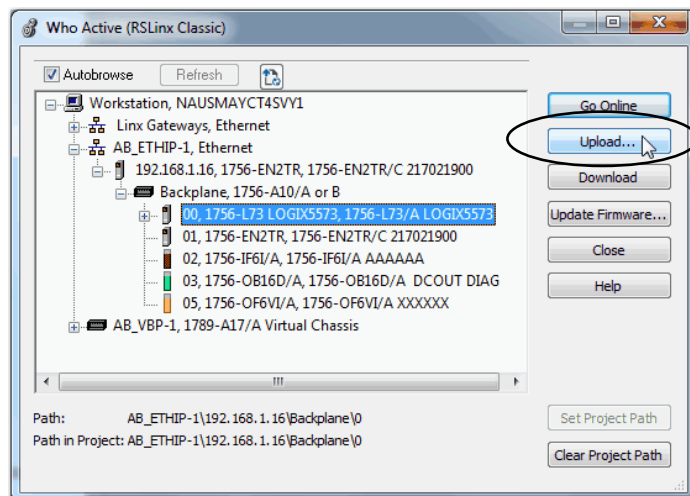 Who Active (RSLinx Classic)
Autobrowse Refresh
Workstation, NAUSMAYCT4SVY1
Linx Gateways, Ethernet
AB_ETHIP-1, Ethernet
192.168.1.16, 1756-EN2TR, 1756-EN2TR/C 217021900
Backplane, 1756-A10/A or B
00, 1756-L73 LOGIX5573, 1756-L73/A LOGIX5573
01, 1756-EN2TR, 1756-EN2TR/C 217021900
02, 1756-IF6I/A, 1756-IF6I/A AAAAAA
03, 1756-OB16D/A, 1756-OB16D/A DCOUT DIAG
05, 1756-OF6VI/A, 1756-OF6VI/A XXXXXX
AB_VBP-1, 1789-A17/A Virtual Chassis
Go Online
Upload...
Download
Update Firmware...
Close
Help
Path: AB_ETHIP-1\192.168.1.16\Backplane\0
Path in Project: AB_ETHIP-1\192.168.1.16\Backplane\0
Set Project Path
Clear Project Path